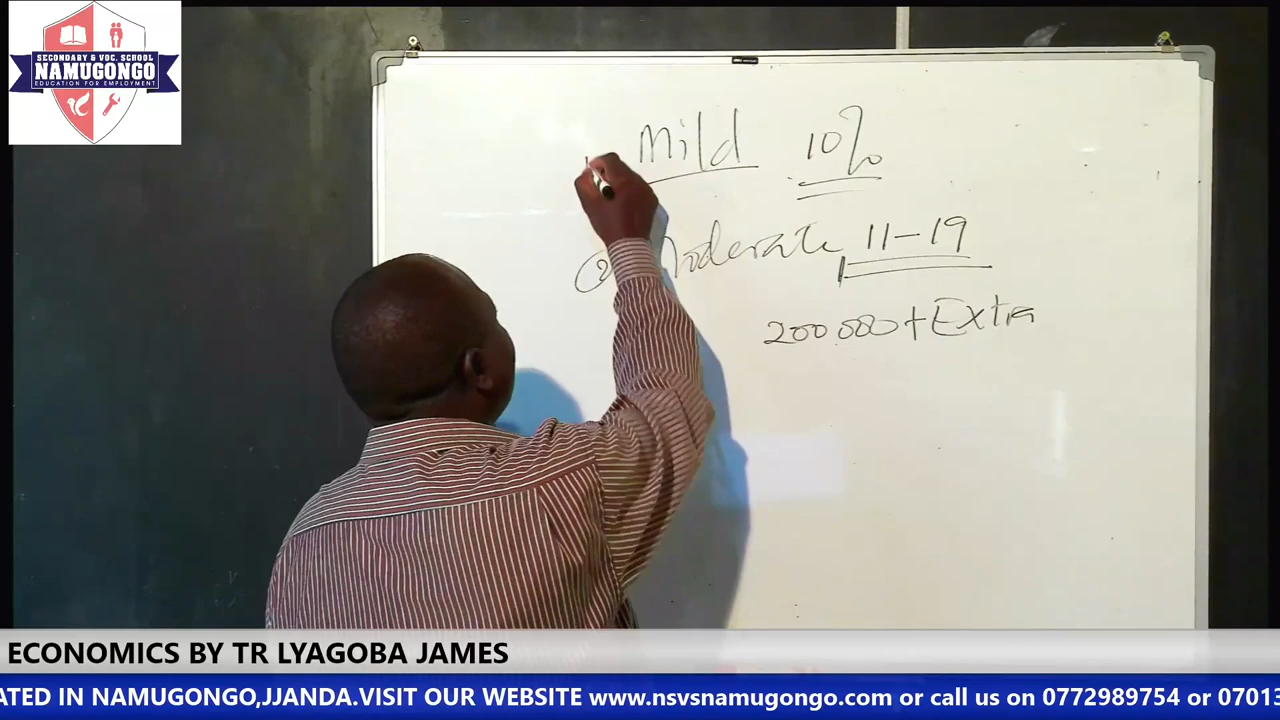 SECONDARY & VOC. SCHOOL
NAMUGONGO
EDUCATION FOR EMPLOYMENT
Mild 10%
② Moderate 11-19
200 000 + Extra
ECONOMICS BY TR LYAGOBA JAMES
ATED IN NAMUGONGO,JJANDA.VISIT OUR WEBSITE www.nsvsnamugongo.com or call us on 0772989754 or 07013